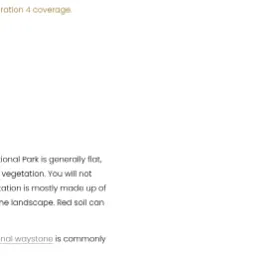 ration 4 coverage.
ional Park is generally flat,
vegetation. You will not
ation is mostly made up of
he landscape. Red soil can
nal waystone is commonly